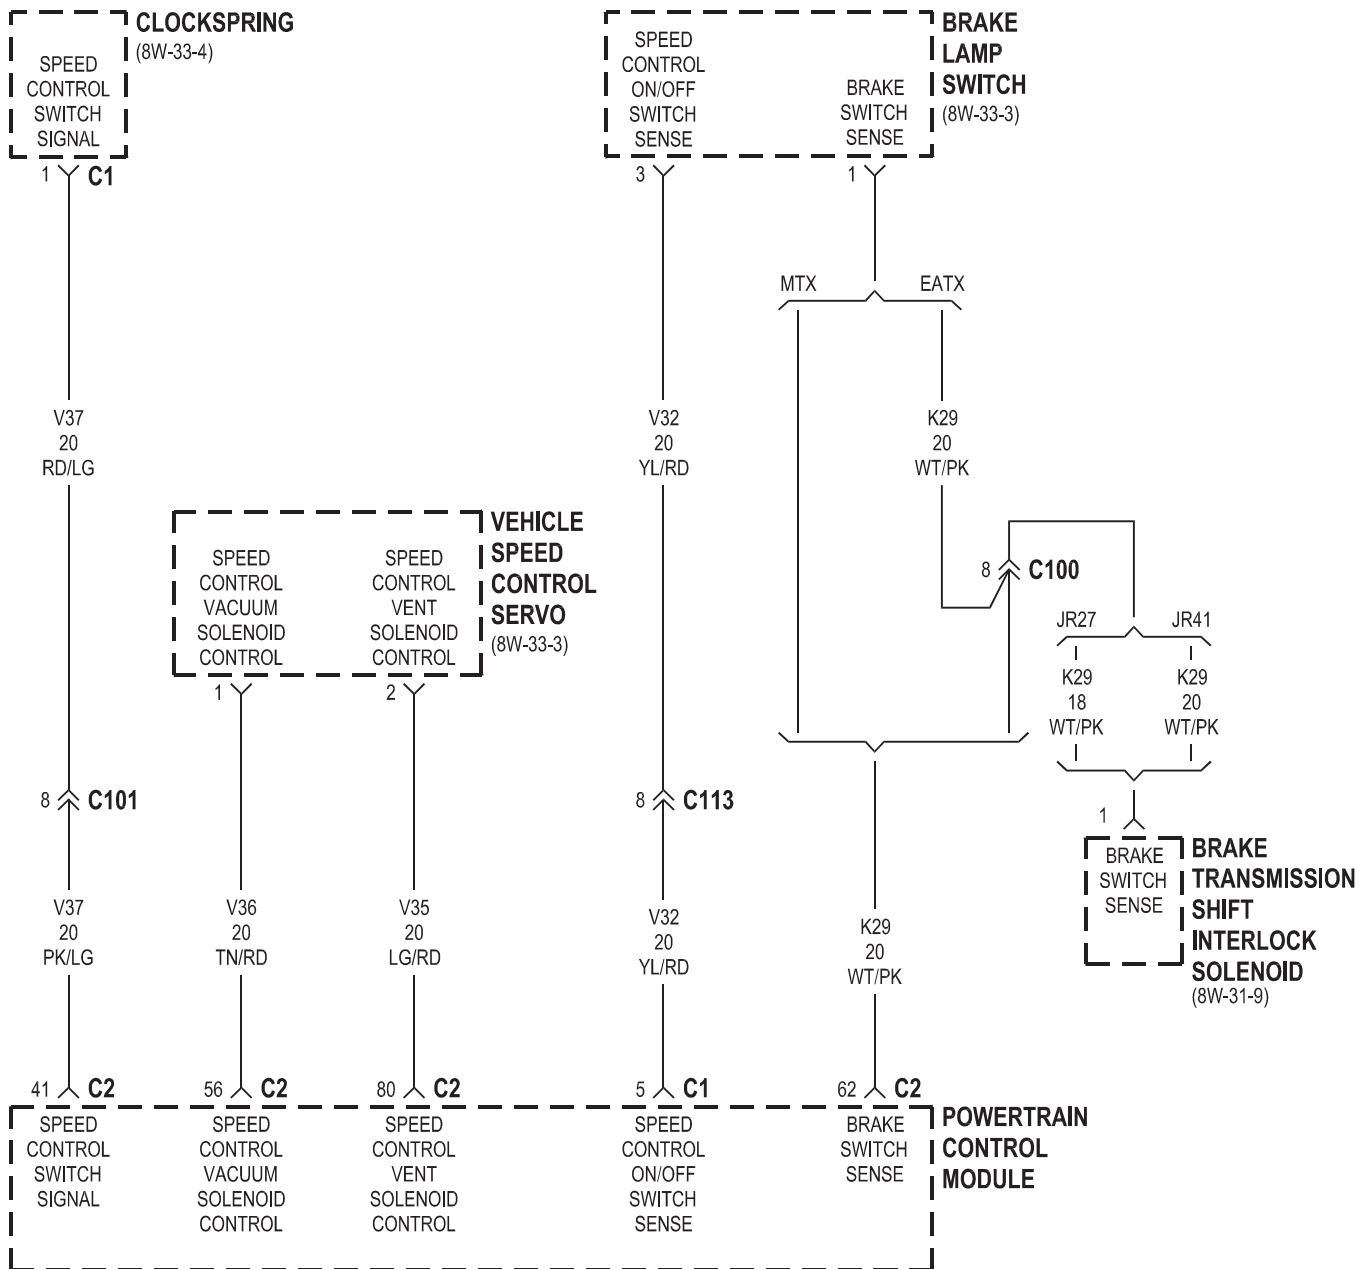 CLOCKSPRING
(8W-33-4)
SPEED
CONTROL
SWITCH
SIGNAL
1
C1
BRAKE
LAMP
SWITCH
(8W-33-3)
SPEED
CONTROL
ON/OFF
SWITCH
SENSE
BRAKE
SWITCH
SENSE
3
1
MTX
EATX
V37
20
RD/LG
V32
20
YL/RD
K29
20
WT/PK
VEHICLE
SPEED
CONTROL
SERVO
(8W-33-3)
SPEED
CONTROL
VACUUM
SOLENOID
CONTROL
SPEED
CONTROL
VENT
SOLENOID
CONTROL
1
2
8
C100
JR27
JR41
K29
18
WT/PK
K29
20
WT/PK
8
C101
8
C113
1
BRAKE
SWITCH
SENSE
BRAKE
TRANSMISSION
SHIFT
INTERLOCK
SOLENOID
(8W-31-9)
V37
20
PK/LG
V36
20
TN/RD
V35
20
LG/RD
V32
20
YL/RD
K29
20
WT/PK
41
C2
56
C2
80
C2
5
C1
62
C2
SPEED
CONTROL
SWITCH
SIGNAL
SPEED
CONTROL
VACUUM
SOLENOID
CONTROL
SPEED
CONTROL
VENT
SOLENOID
CONTROL
SPEED
CONTROL
ON/OFF
SWITCH
SENSE
BRAKE
SWITCH
SENSE
POWERTRAIN
CONTROL
MODULE